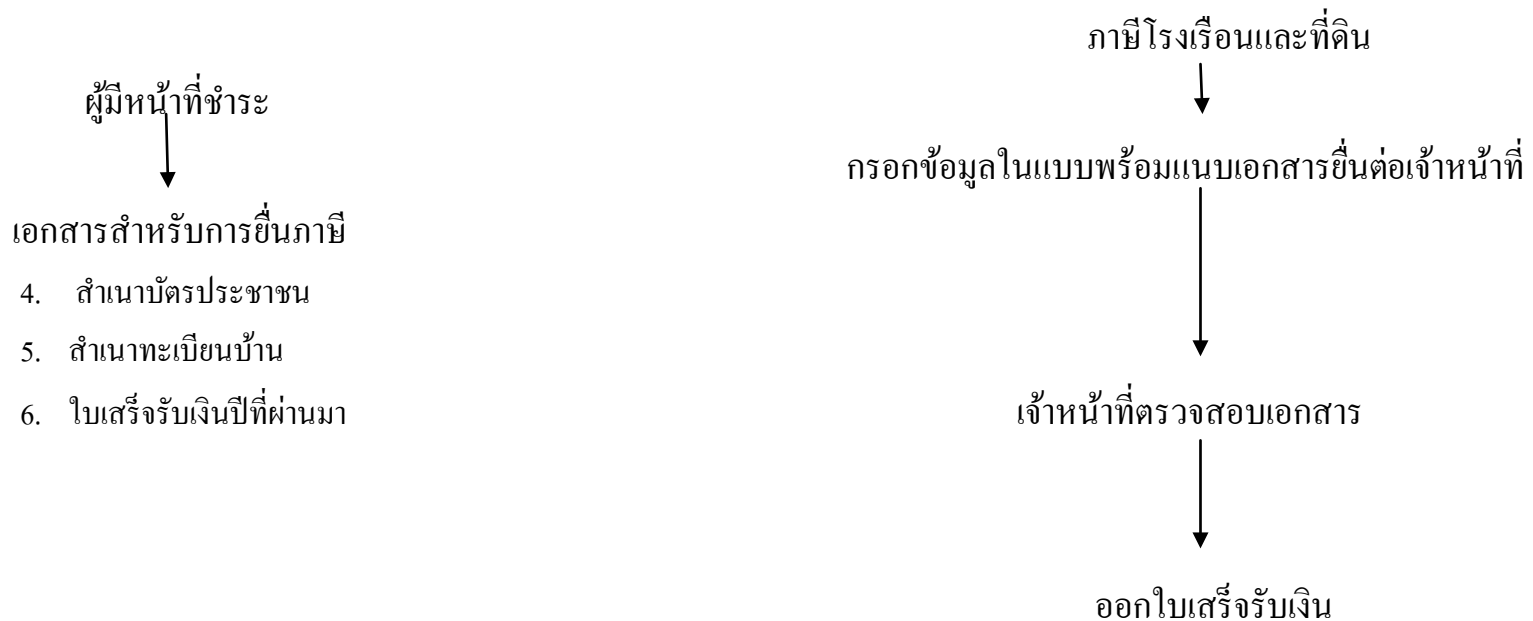 ภาษีโรงเรือนและที่ดิน
ผู้มีหน้าที่ชำระ
กรอกข้อมูลในแบบพร้อมแนบเอกสารยื่นต่อเจ้าหน้าที่
เอกสารสำหรับการยื่นภาษี
4. สำเนาบัตรประชาชน
5. สำเนาทะเบียนบ้าน
6. ใบเสร็จรับเงินปีที่ผ่านมา
เจ้าหน้าที่ตรวจสอบเอกสาร
ออกใบเสร็จรับเงิน